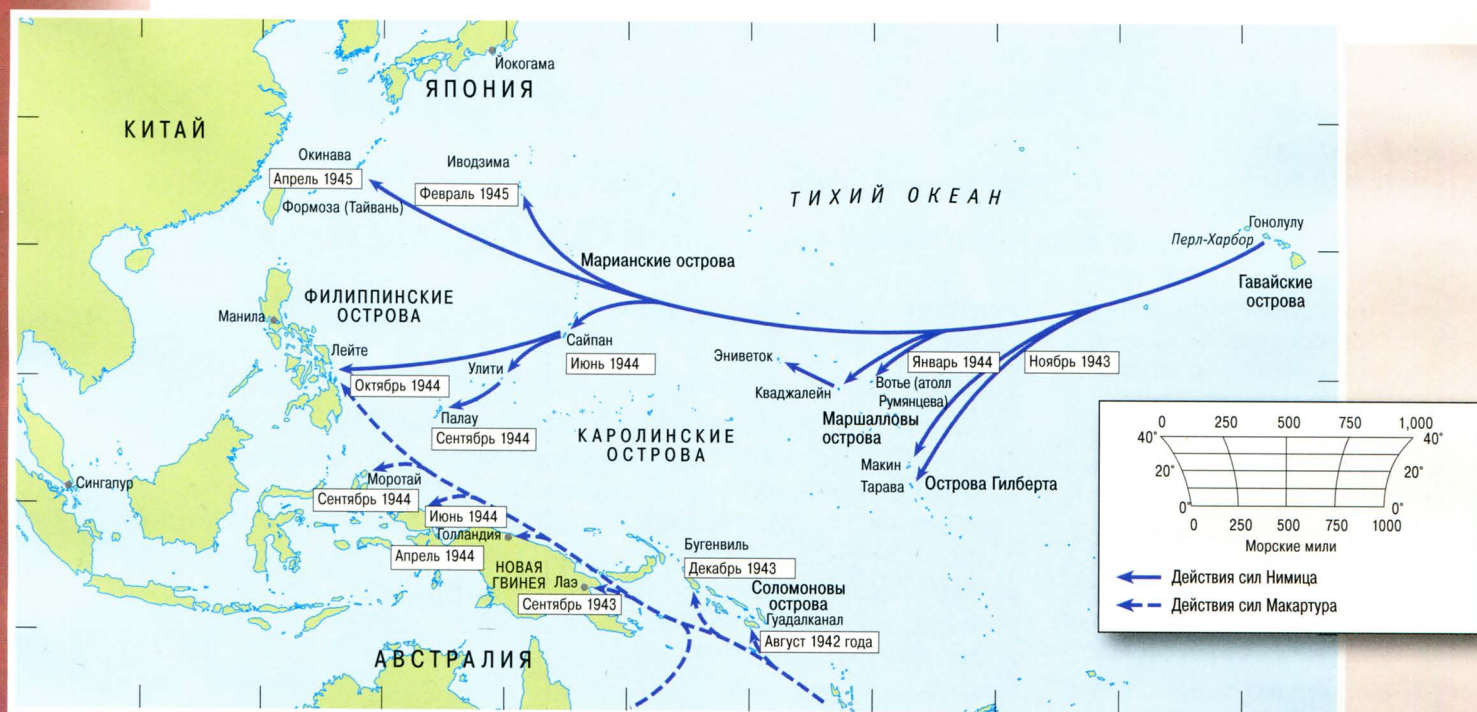 Йокогама
ЯПОНИЯ
КИТАЙ
Окинава
Апрель 1945
Формоза (Тайвань)
Иводзима
Февраль 1945
ТИХИЙ ОКЕАН
Гонолулу
Перл-Харбор
Гавайские
острова
Марианские острова
ФИЛИППИНСКИЕ
ОСТРОВА
Манила
Лейте
Октябрь 1944
Сайпан
Июнь 1944
Улити
Палау
Сентябрь 1944
Эниветок
Кваджалейн
Январь 1944
Вотье (атолл
Румянцева)
Ноябрь 1943
Маршалловы
острова
КАРОЛИНСКИЕ
ОСТРОВА
Макин
Тарава
Острова Гилберта
Сингапур
Моротай
Сентябрь 1944
Июнь 1944
Голландия
Апрель 1944
НОВАЯ
ГВИНЕЯ
Лаэ
Сентябрь 1943
Бугенвиль
Декабрь 1943
Соломоновы
острова
Гуадалканал
Август 1942 года
АВСТРАЛИЯ
0 250 500 750 1,000
40° 40°
20° 20°
0° 0°
0 250 500 750 1000
Морские мили
Действия сил Нимица
Действия сил Макартура